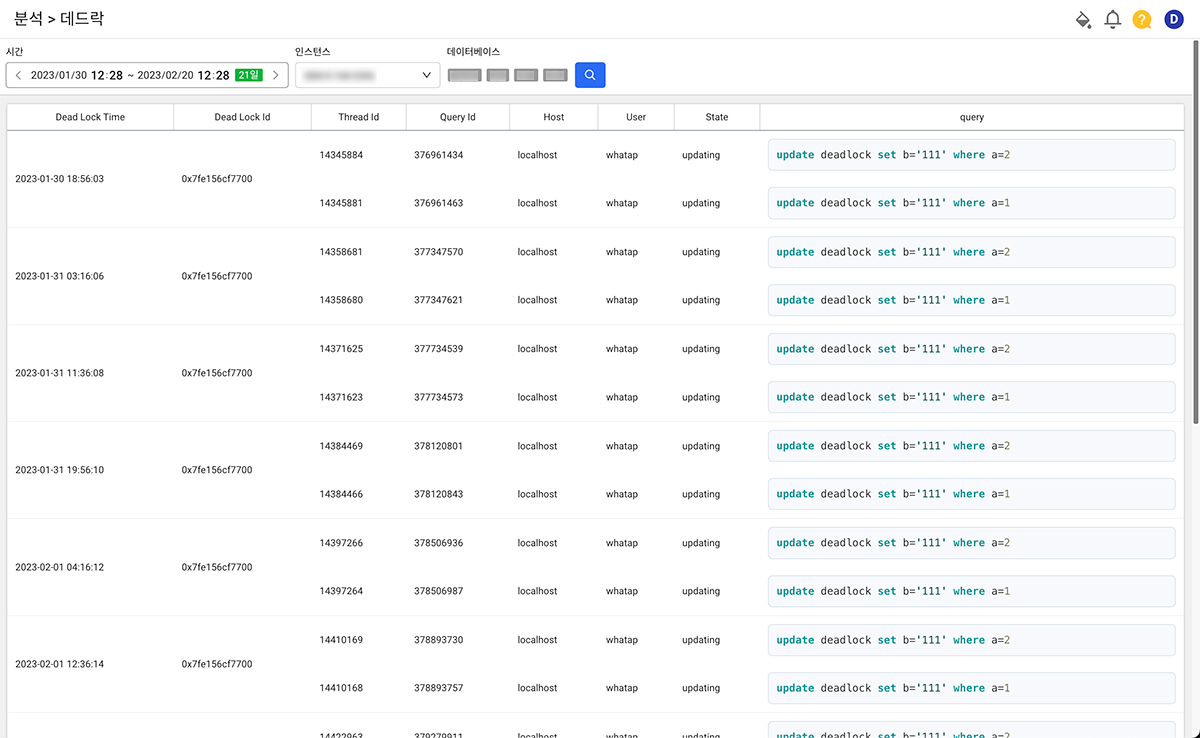 분석 > 데드락
? D
시간 인스턴스 데이터베이스
2023/01/30 12:28 ~ 2023/02/20 12:28 21일
Dead Lock Time Dead Lock Id Thread Id Query Id Host User State query
14345884 376961434 localhost whatap updating update deadlock set b='111' where a=2
2023-01-30 18:56:03 0x7fe156cf7700
14345881 376961463 localhost whatap updating update deadlock set b='111' where a=1
14358681 377347570 localhost whatap updating update deadlock set b='111' where a=2
2023-01-31 03:16:06 0x7fe156cf7700
14358680 377347621 localhost whatap updating update deadlock set b='111' where a=1
14371625 377734539 localhost whatap updating update deadlock set b='111' where a=2
2023-01-31 11:36:08 0x7fe156cf7700
14371623 377734573 localhost whatap updating update deadlock set b='111' where a=1
14384469 378120801 localhost whatap updating update deadlock set b='111' where a=2
2023-01-31 19:56:10 0x7fe156cf7700
14384466 378120843 localhost whatap updating update deadlock set b='111' where a=1
14397266 378506936 localhost whatap updating update deadlock set b='111' where a=2
2023-02-01 04:16:12 0x7fe156cf7700
14397264 378506987 localhost whatap updating update deadlock set b='111' where a=1
14410169 378893730 localhost whatap updating update deadlock set b='111' where a=2
2023-02-01 12:36:14 0x7fe156cf7700
14410168 378893757 localhost whatap updating update deadlock set b='111' where a=1
14422963 379279911 localhost whatap updating update deadlock set b='111' where a=2